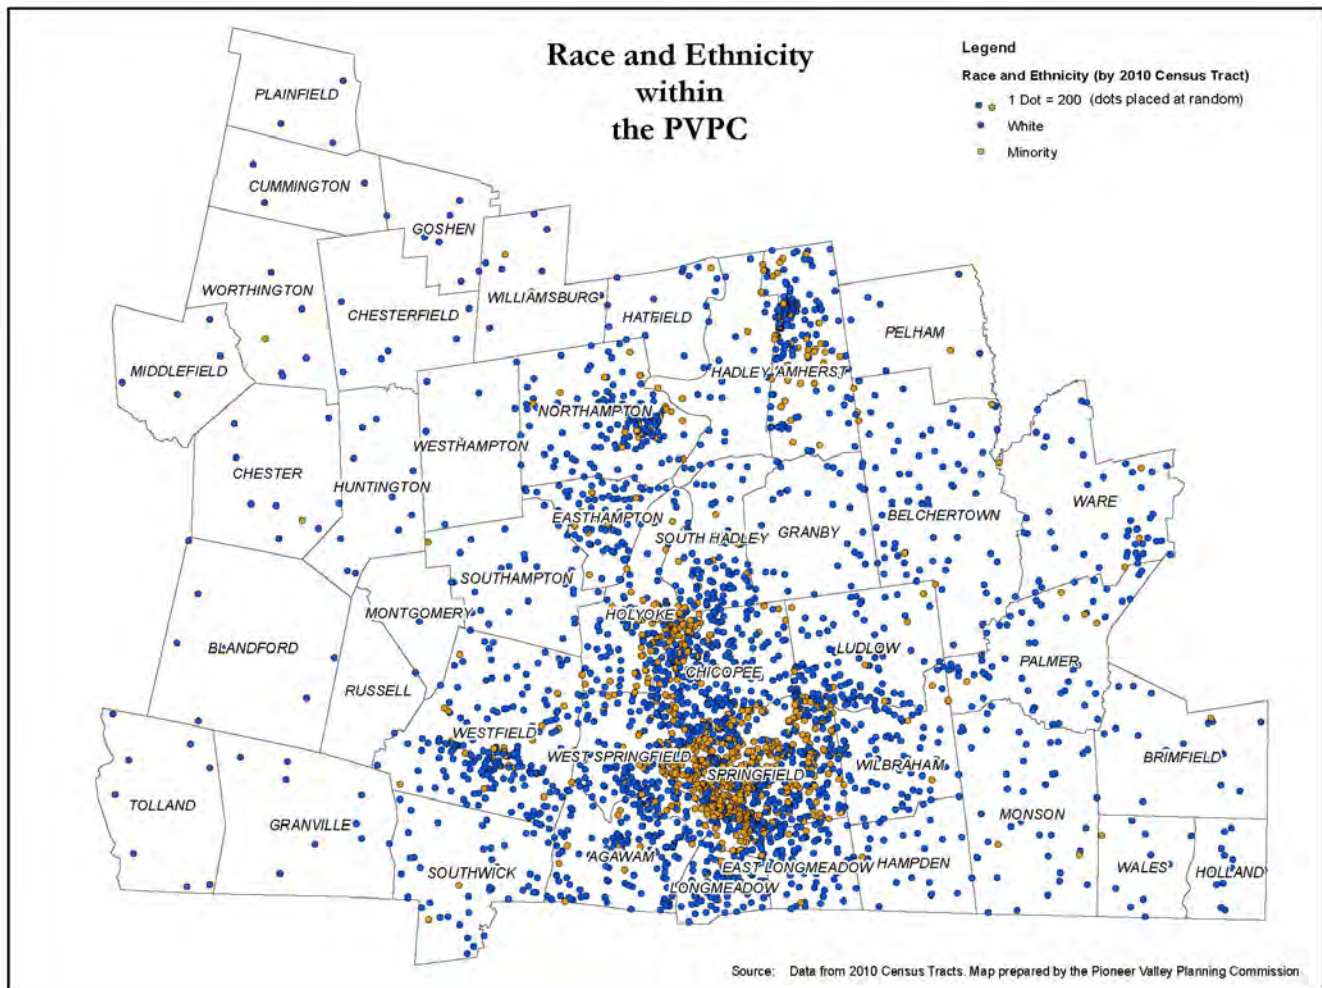 Race and Ethnicity
within
the PVPC
Legend
Race and Ethnicity (by 2010 Census Tract)
1 Dot = 200 (dots placed at random)
White
Minority
PLAINFIELD
CUMMINGTON
GOSHEN
WORTHINGTON
CHESTERFIELD
WILLIAMSBURG
HATFIELD
PELHAM
MIDDLEFIELD
HADLEY
AMHERST
NORTHAMPTON
WESTHAMPTON
CHESTER
HUNTINGTON
WARE
EASTHAMPTON
SOUTH HADLEY
GRANBY
BELCHERTOWN
SOUTHAMPTON
MONTGOMERY
HOLYOKE
BLANDFORD
LUDLOW
PALMER
CHICOPEE
RUSSELL
WESTFIELD
WEST SPRINGFIELD
SPRINGFIELD
WILBRAHAM
BRIMFIELD
TOLLAND
GRANVILLE
MONSON
AGAWAM
EAST LONGMEADOW
HAMPDEN
SOUTHWICK
LONGMEADOW
WALES
HOLLAND
Source: Data from 2010 Census Tracts. Map prepared by the Pioneer Valley Planning Commission